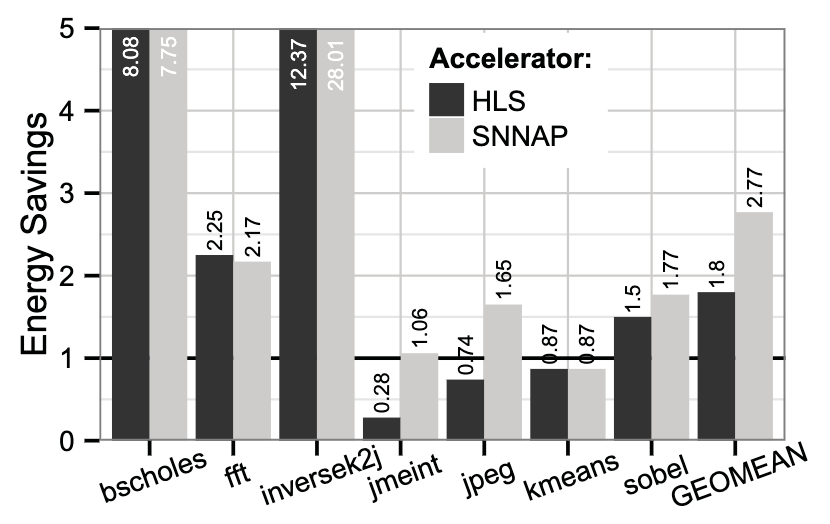 Energy Savings
5
4
3
2
1
0
Accelerator:
HLS
SNNAP
8.08
7.75
2.25
2.17
12.37
28.01
0.28
1.06
0.74
1.65
0.87
0.87
1.5
1.77
1.8
2.77
bscholes
fft
inversek2j
jmeint
jpeg
kmeans
sobel
GEOMEAN